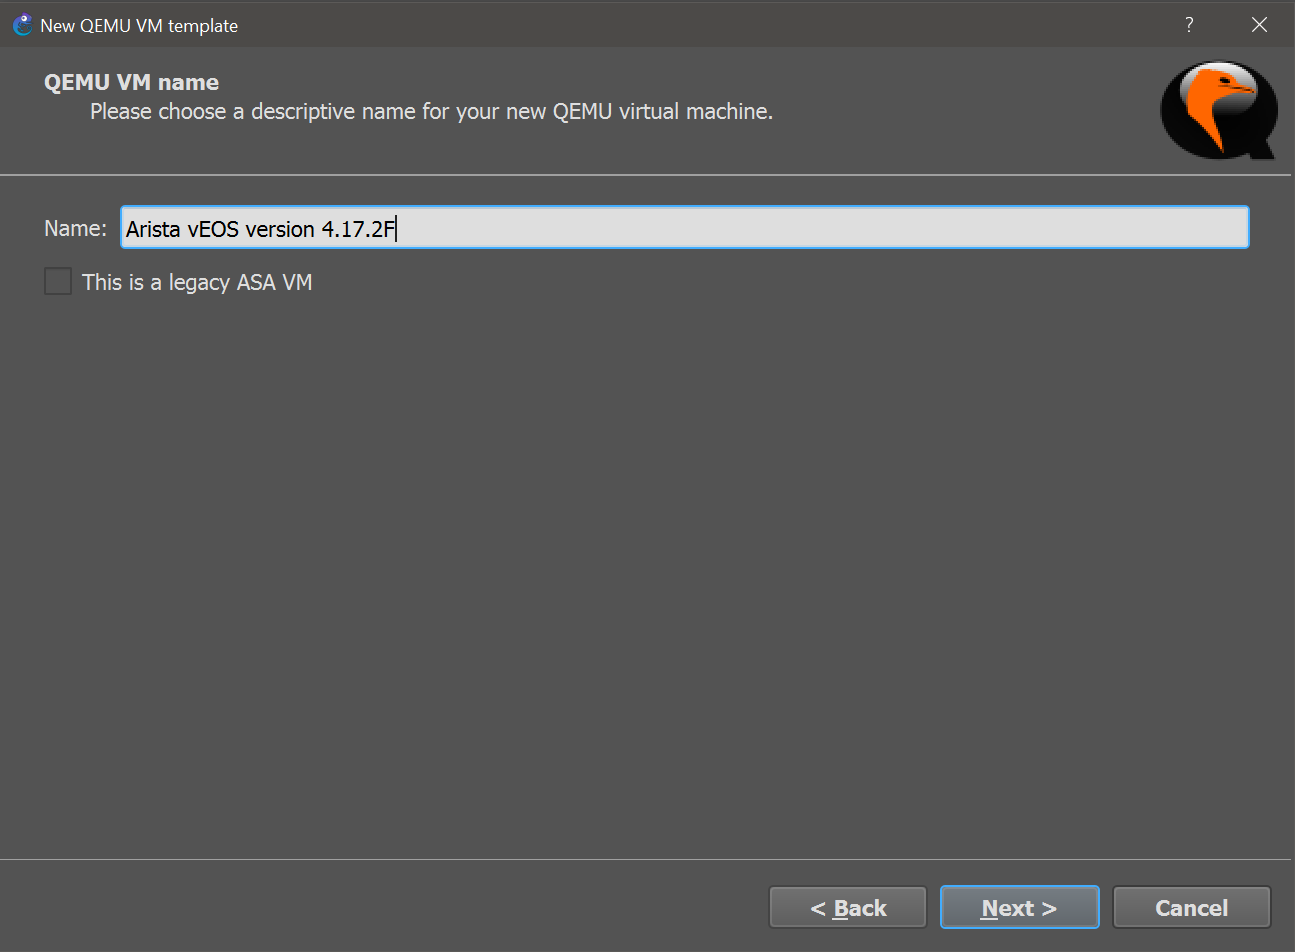 New QEMU VM template
?
QEMU VM name
Please choose a descriptive name for your new QEMU virtual machine.
Name: Arista vEOS version 4.17.2F
This is a legacy ASA VM
< Back Next > Cancel